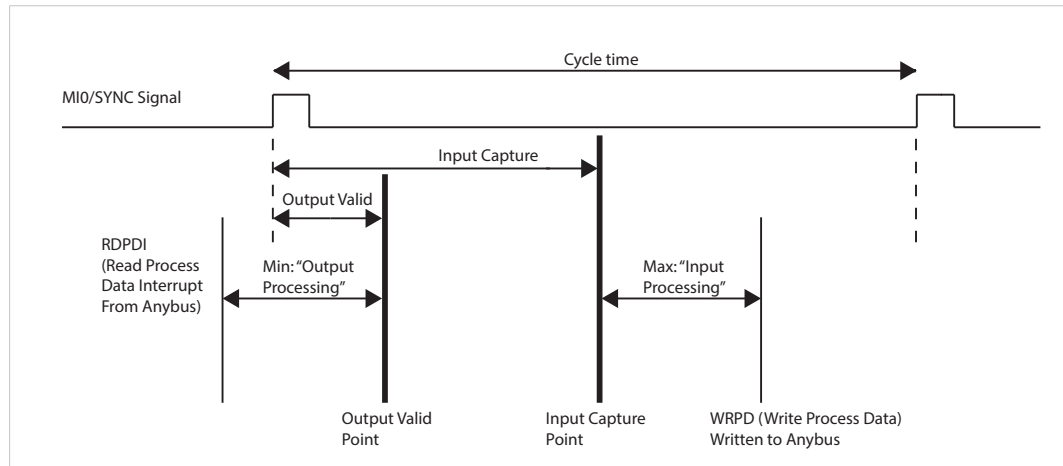 Cycle time
MI0/SYNC Signal
Input Capture
Output Valid
RDPDI
(Read Process
Data Interrupt
From Anybus)
Min: “Output
Processing”
Max: “Input
Processing”
Output Valid
Point
Input Capture
Point
WRPD (Write Process Data)
Written to Anybus